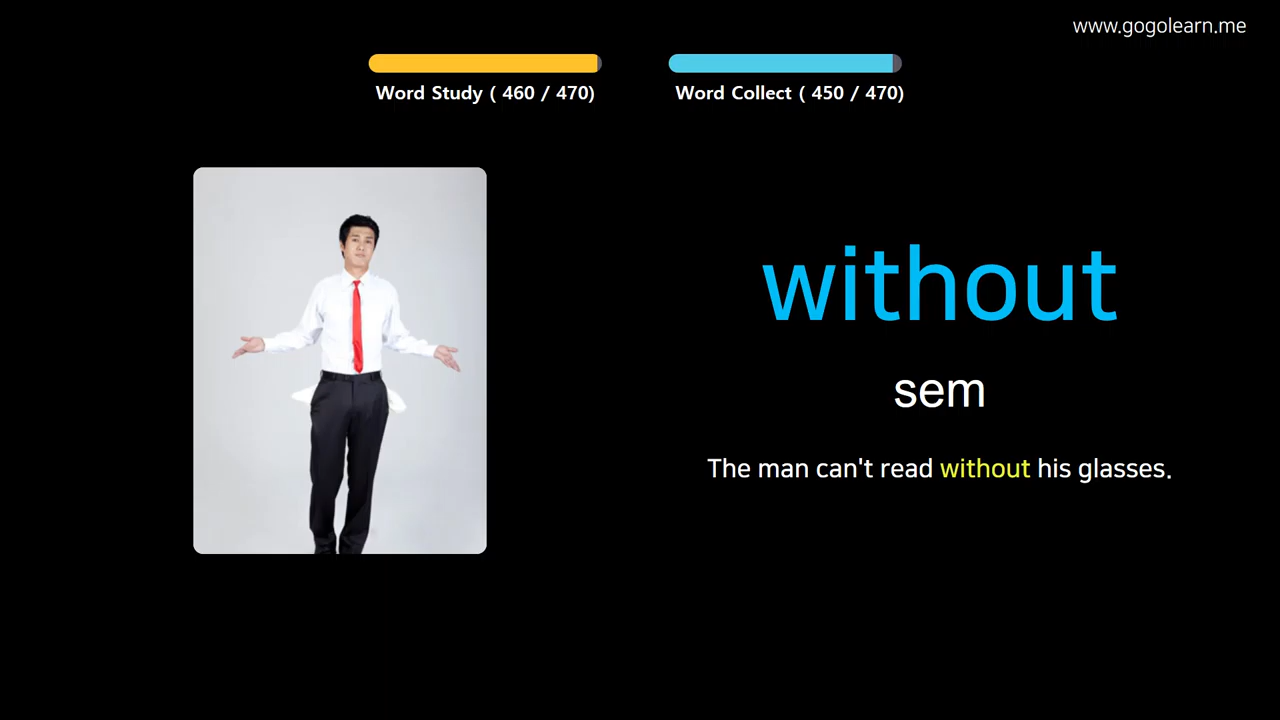 www.gogolearn.me
Word Study ( 460 / 470)
Word Collect ( 450 / 470)
without
sem
The man can't read without his glasses.